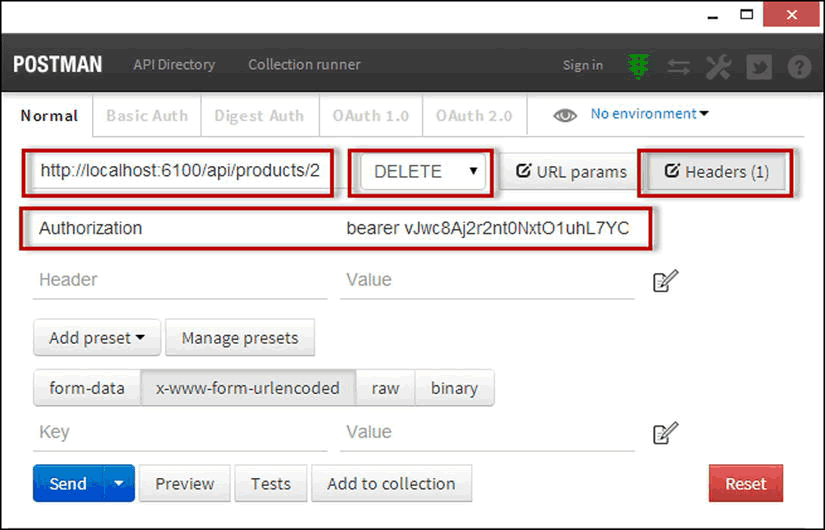 POSTMAN API Directory Collection runner Sign in
Normal Basic Auth Digest Auth OAuth 1.0 OAuth 2.0 No environment
http://localhost:6100/api/products/2 DELETE URL params Headers (1)
Authorization bearer vJwc8Aj2r2nt0NxtO1uhL7YC
Header Value
Add preset Manage presets
form-data x-www-form-urlencoded raw binary
Key Value
Send Preview Tests Add to collection Reset